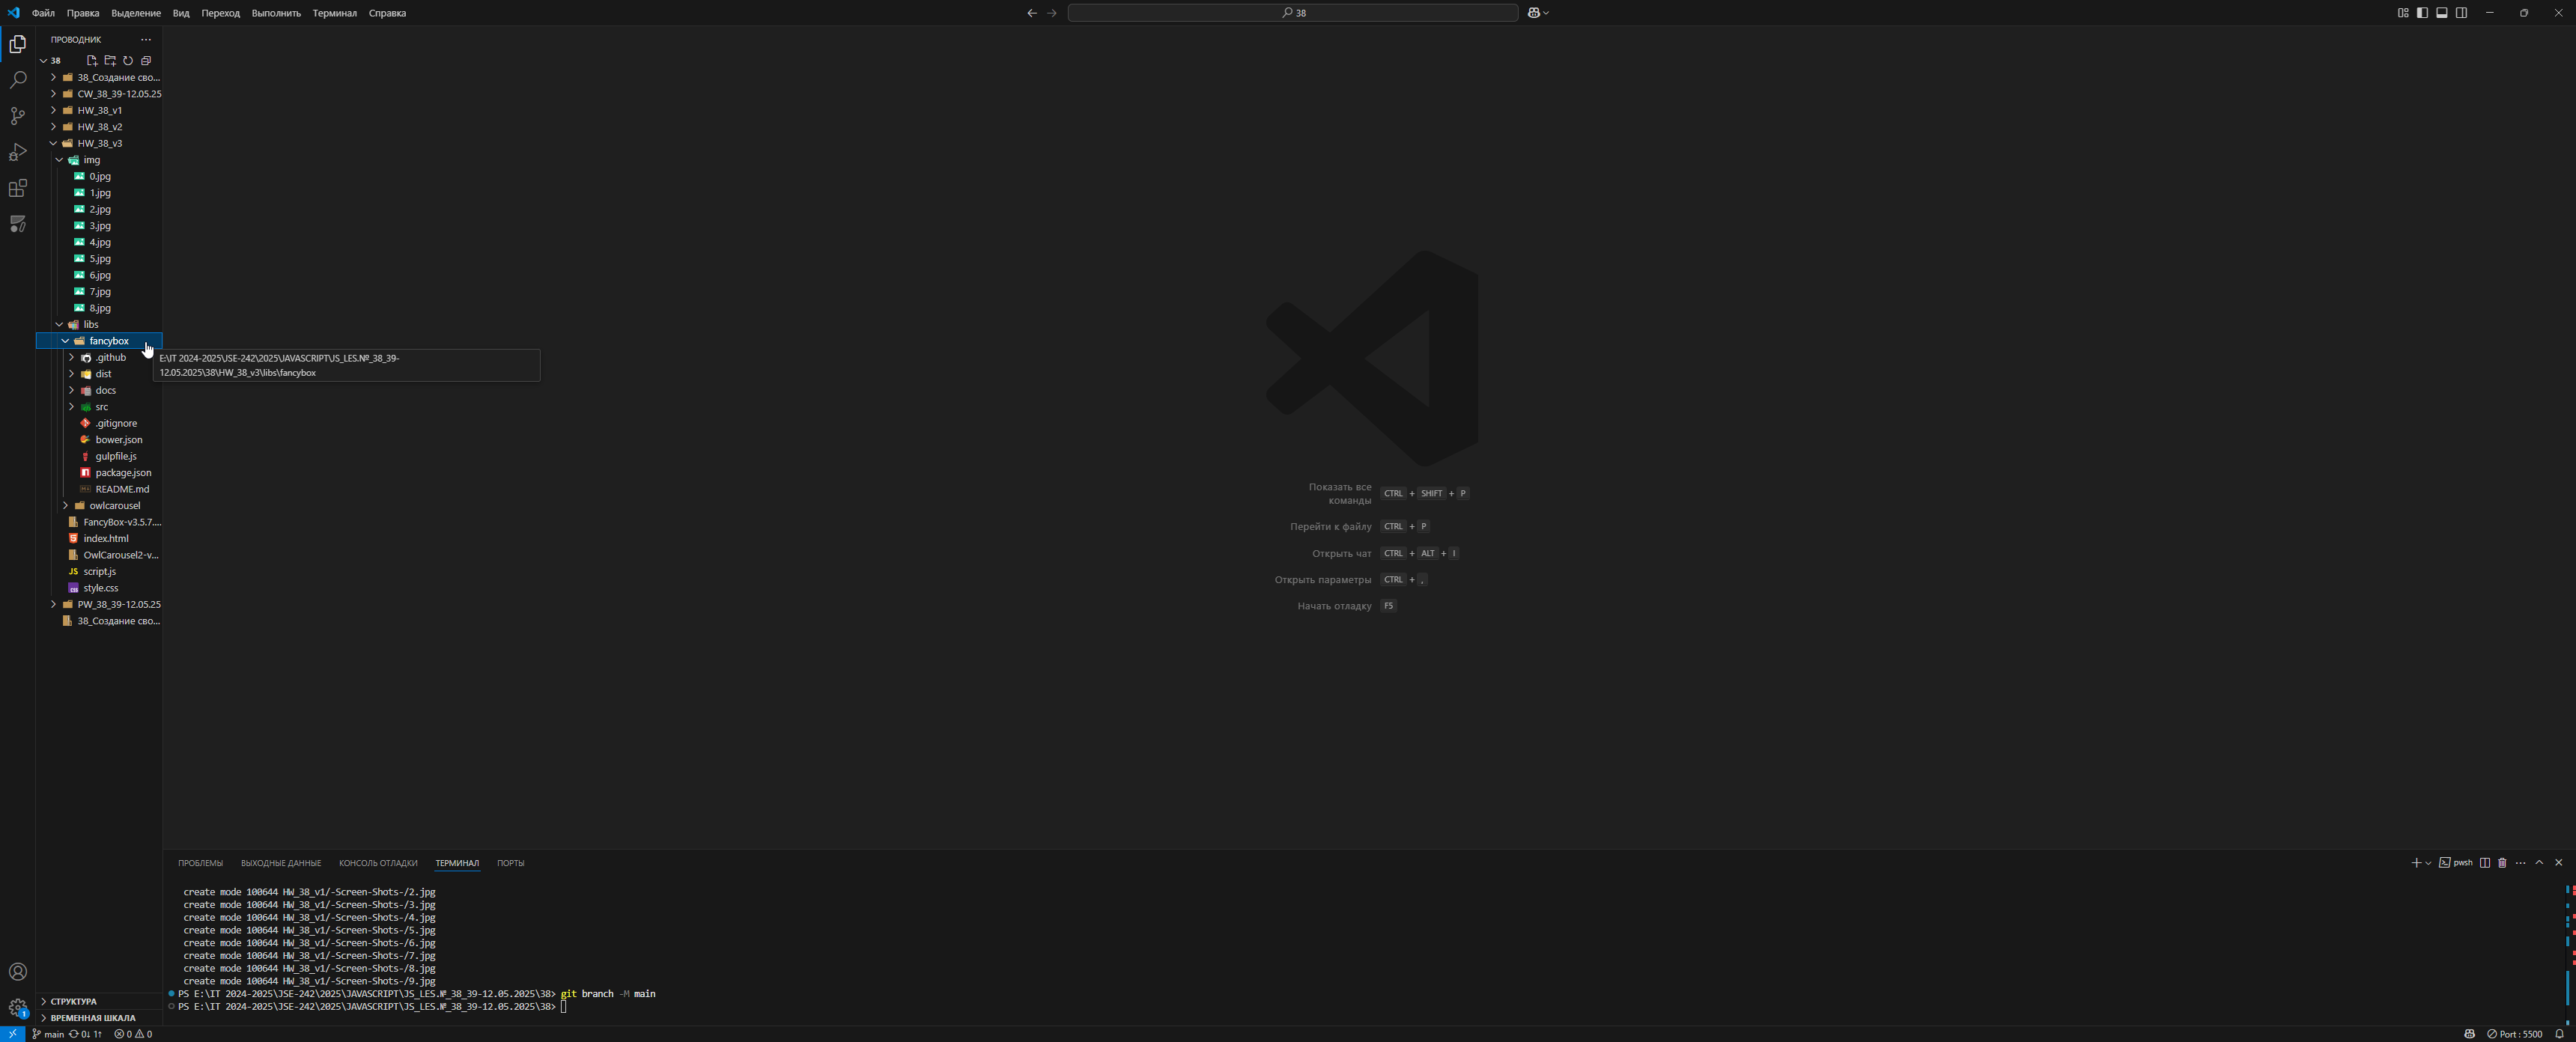 Файл Правка Выделение Вид Переход Выполнить Терминал Справка
38
ПРОВОДНИК
38
38_Создание сво...
CW_38_39-12.05.25
HW_38_v1
HW_38_v2
HW_38_v3
img
0.jpg
1.jpg
2.jpg
3.jpg
4.jpg
5.jpg
6.jpg
7.jpg
8.jpg
libs
fancybox
.github
E:\IT 2024-2025\JSE-242\2025\JAVASCRIPT\JS_LES.№_38_39-
12.05.2025\38\HW_38_v3\libs\fancybox
dist
docs
src
.gitignore
bower.json
gulpfile.js
package.json
README.md
owlcarousel
FancyBox-v3.5.7....
index.html
OwlCarousel2-v...
JS script.js
style.css
PW_38_39-12.05.25
38_Создание сво...
СТРУКТУРА
ВРЕМЕННАЯ ШКАЛА
Показать все
команды CTRL + SHIFT + P
Перейти к файлу CTRL + P
Открыть чат CTRL + ALT + I
Открыть параметры CTRL + ,
Начать отладку F5
ПРОБЛЕМЫ ВЫХОДНЫЕ ДАННЫЕ КОНСОЛЬ ОТЛАДКИ ТЕРМИНАЛ ПОРТЫ
pwsh
create mode 100644 HW_38_v1/-Screen-Shots-/2.jpg
create mode 100644 HW_38_v1/-Screen-Shots-/3.jpg
create mode 100644 HW_38_v1/-Screen-Shots-/4.jpg
create mode 100644 HW_38_v1/-Screen-Shots-/5.jpg
create mode 100644 HW_38_v1/-Screen-Shots-/6.jpg
create mode 100644 HW_38_v1/-Screen-Shots-/7.jpg
create mode 100644 HW_38_v1/-Screen-Shots-/8.jpg
create mode 100644 HW_38_v1/-Screen-Shots-/9.jpg
PS E:\IT 2024-2025\JSE-242\2025\JAVASCRIPT\JS_LES.№_38_39-12.05.2025\38> git branch -M main
PS E:\IT 2024-2025\JSE-242\2025\JAVASCRIPT\JS_LES.№_38_39-12.05.2025\38>
1
main 0↓ 1↑ 0 0
Port : 5500